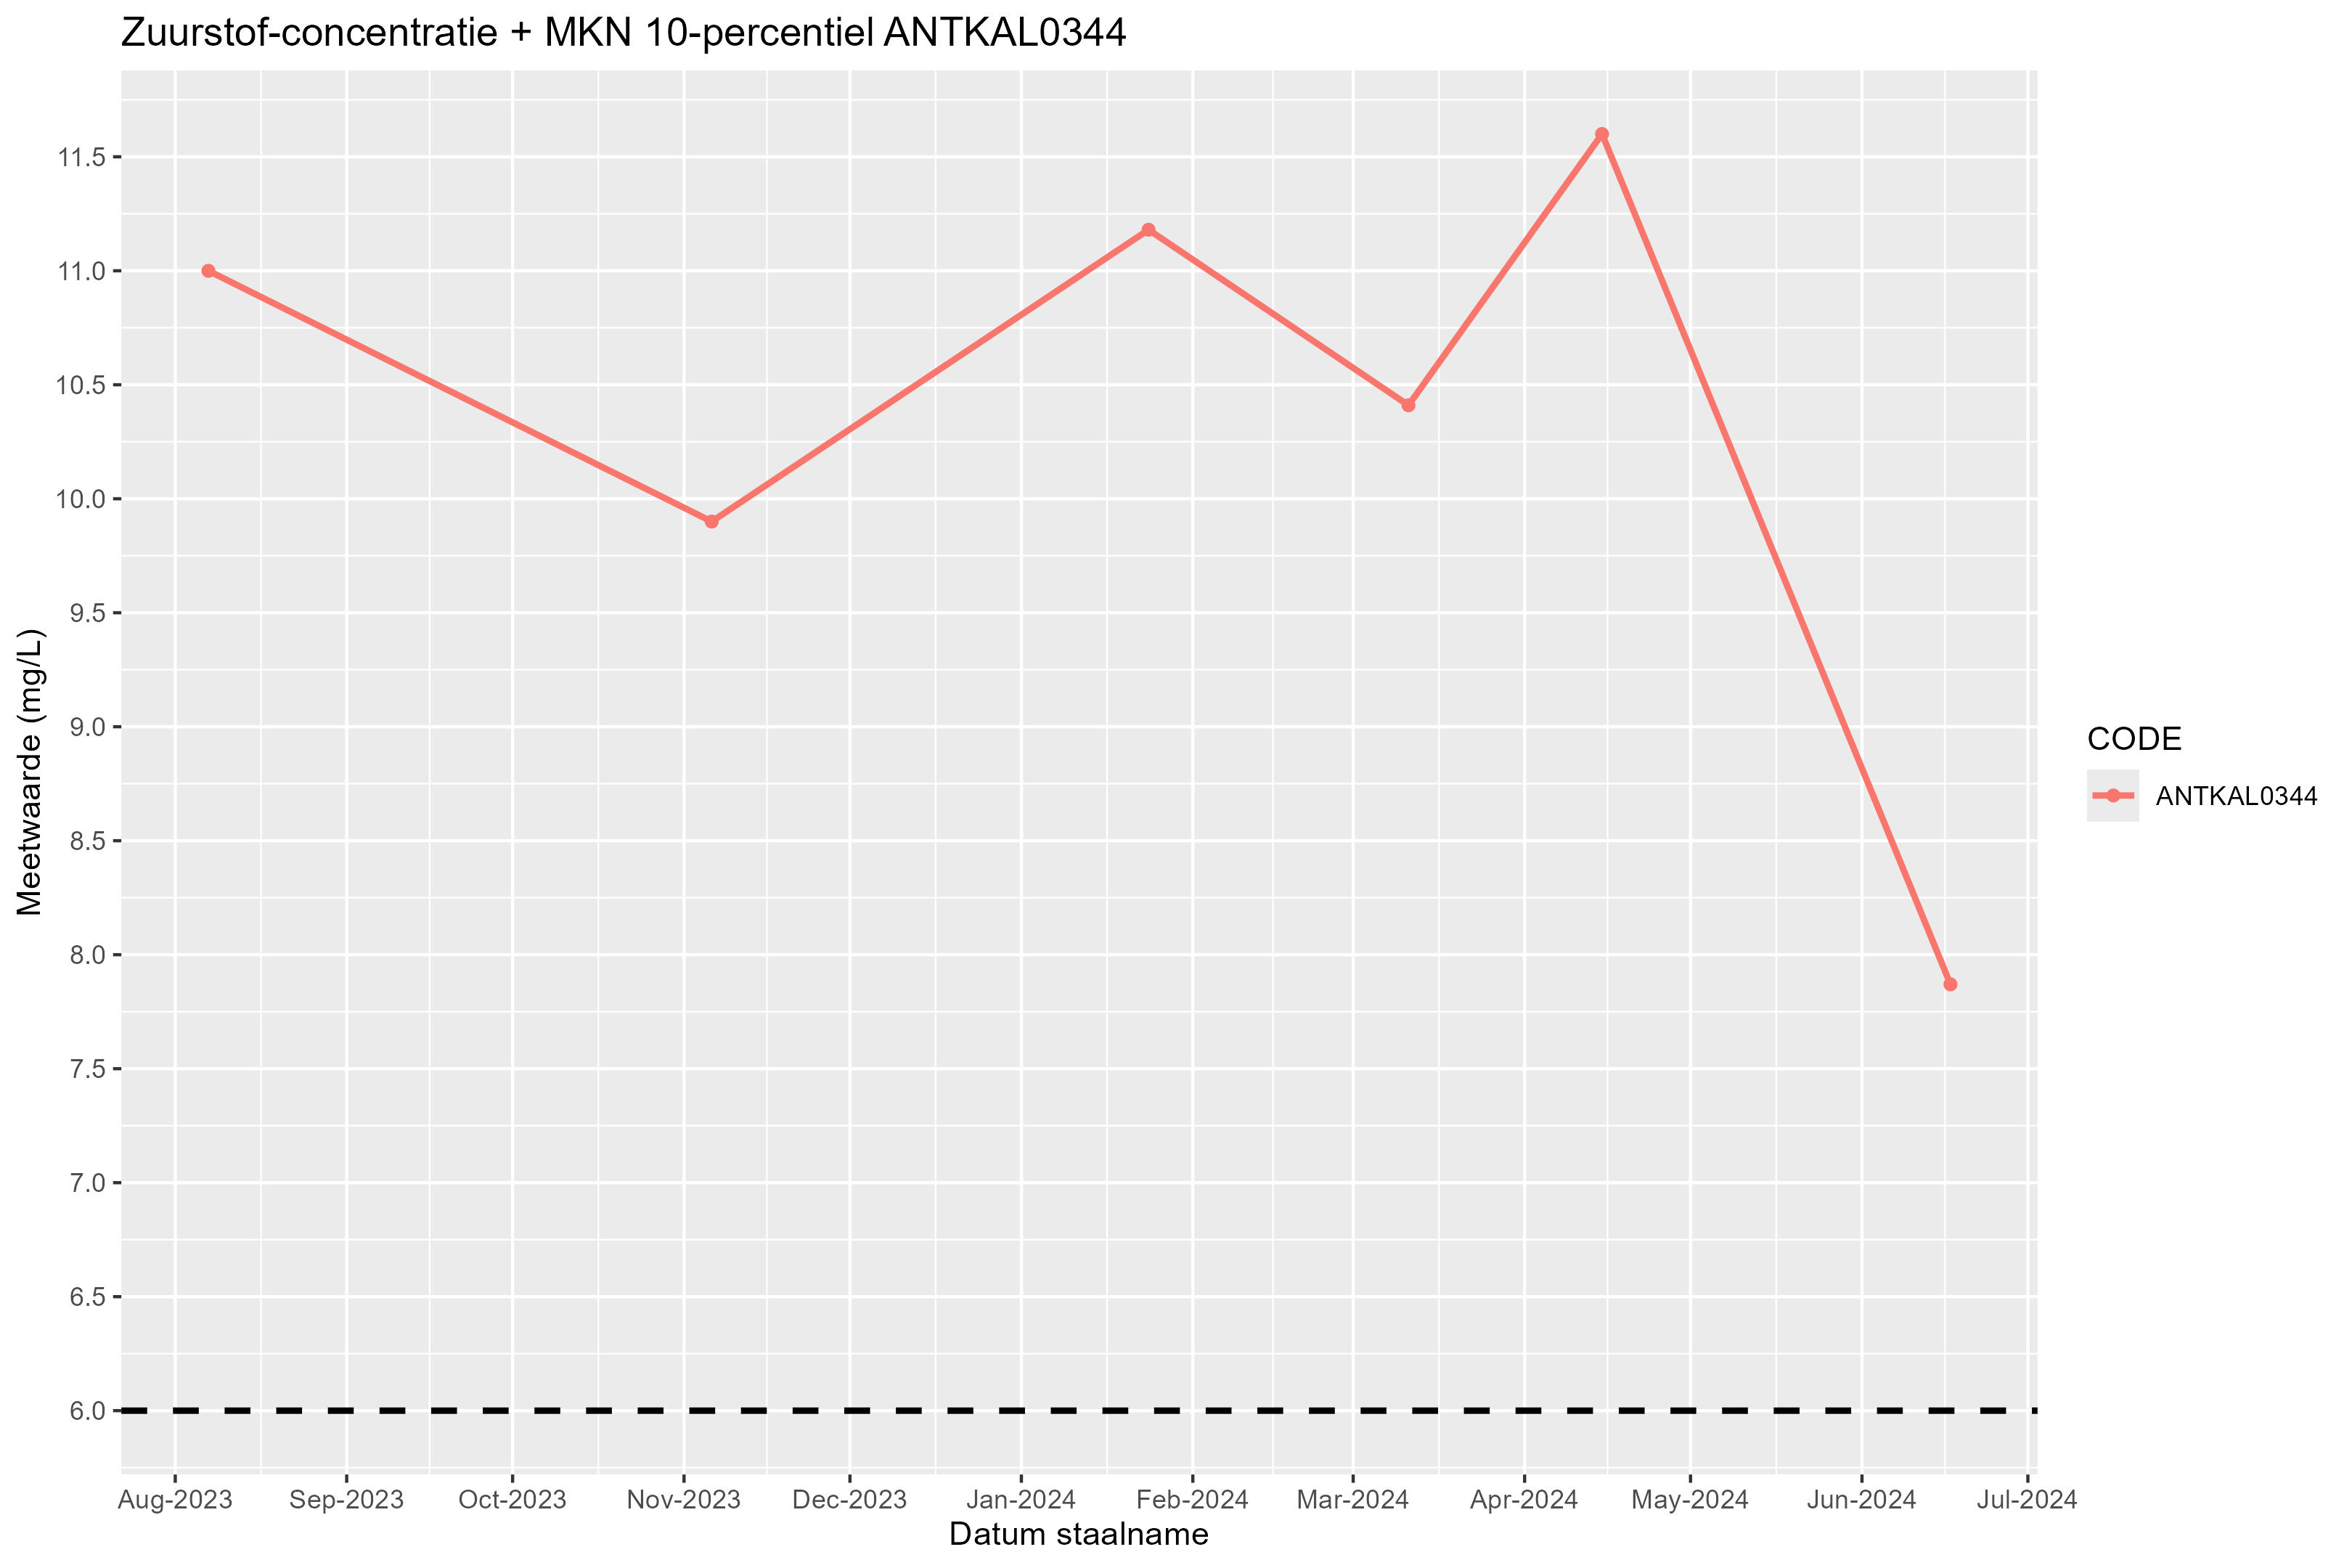 Zuurstof-concentratie + MKN 10-percentiel ANTKAL0344
Meetwaarde (mg/L)
11.5
11.0
10.5
10.0
9.5
9.0
8.5
8.0
7.5
7.0
6.5
6.0
Aug-2023 Sep-2023 Oct-2023 Nov-2023 Dec-2023 Jan-2024 Feb-2024 Mar-2024 Apr-2024 May-2024 Jun-2024 Jul-2024
Datum staalname
CODE
ANTKAL0344